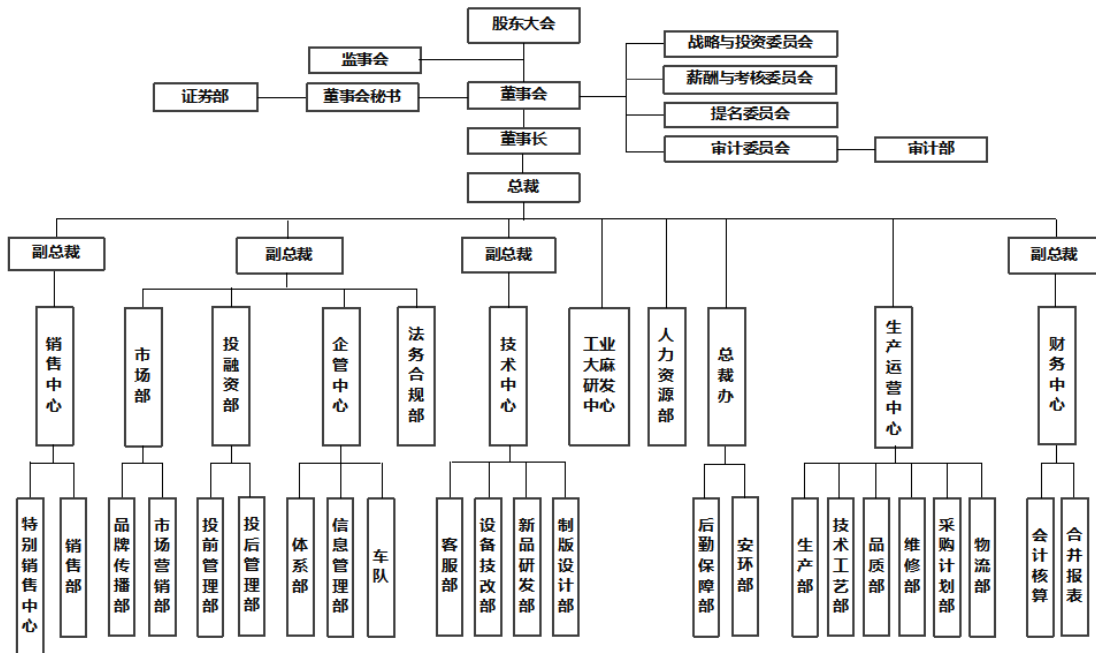 股东大会
战略与投资委员会
监事会
薪酬与考核委员会
证券部
董事会秘书
董事会
提名委员会
董事长
审计委员会
审计部
总裁
副总裁
副总裁
副总裁
副总裁
销售中心
市场部
投融资部
企管中心
法务合规部
技术中心
工业大麻研发中心
人力资源部
总裁办
生产运营中心
财务中心
特别销售中心
销售部
品牌传播部
市场营销部
投前管理部
投后管理部
体系部
信息管理部
车队
客服部
设备技改部
新品研发部
制版设计部
后勤保障部
安环部
生产部
技术工艺部
品质部
维修部
采购计划部
物流部
会计核算
合并报表